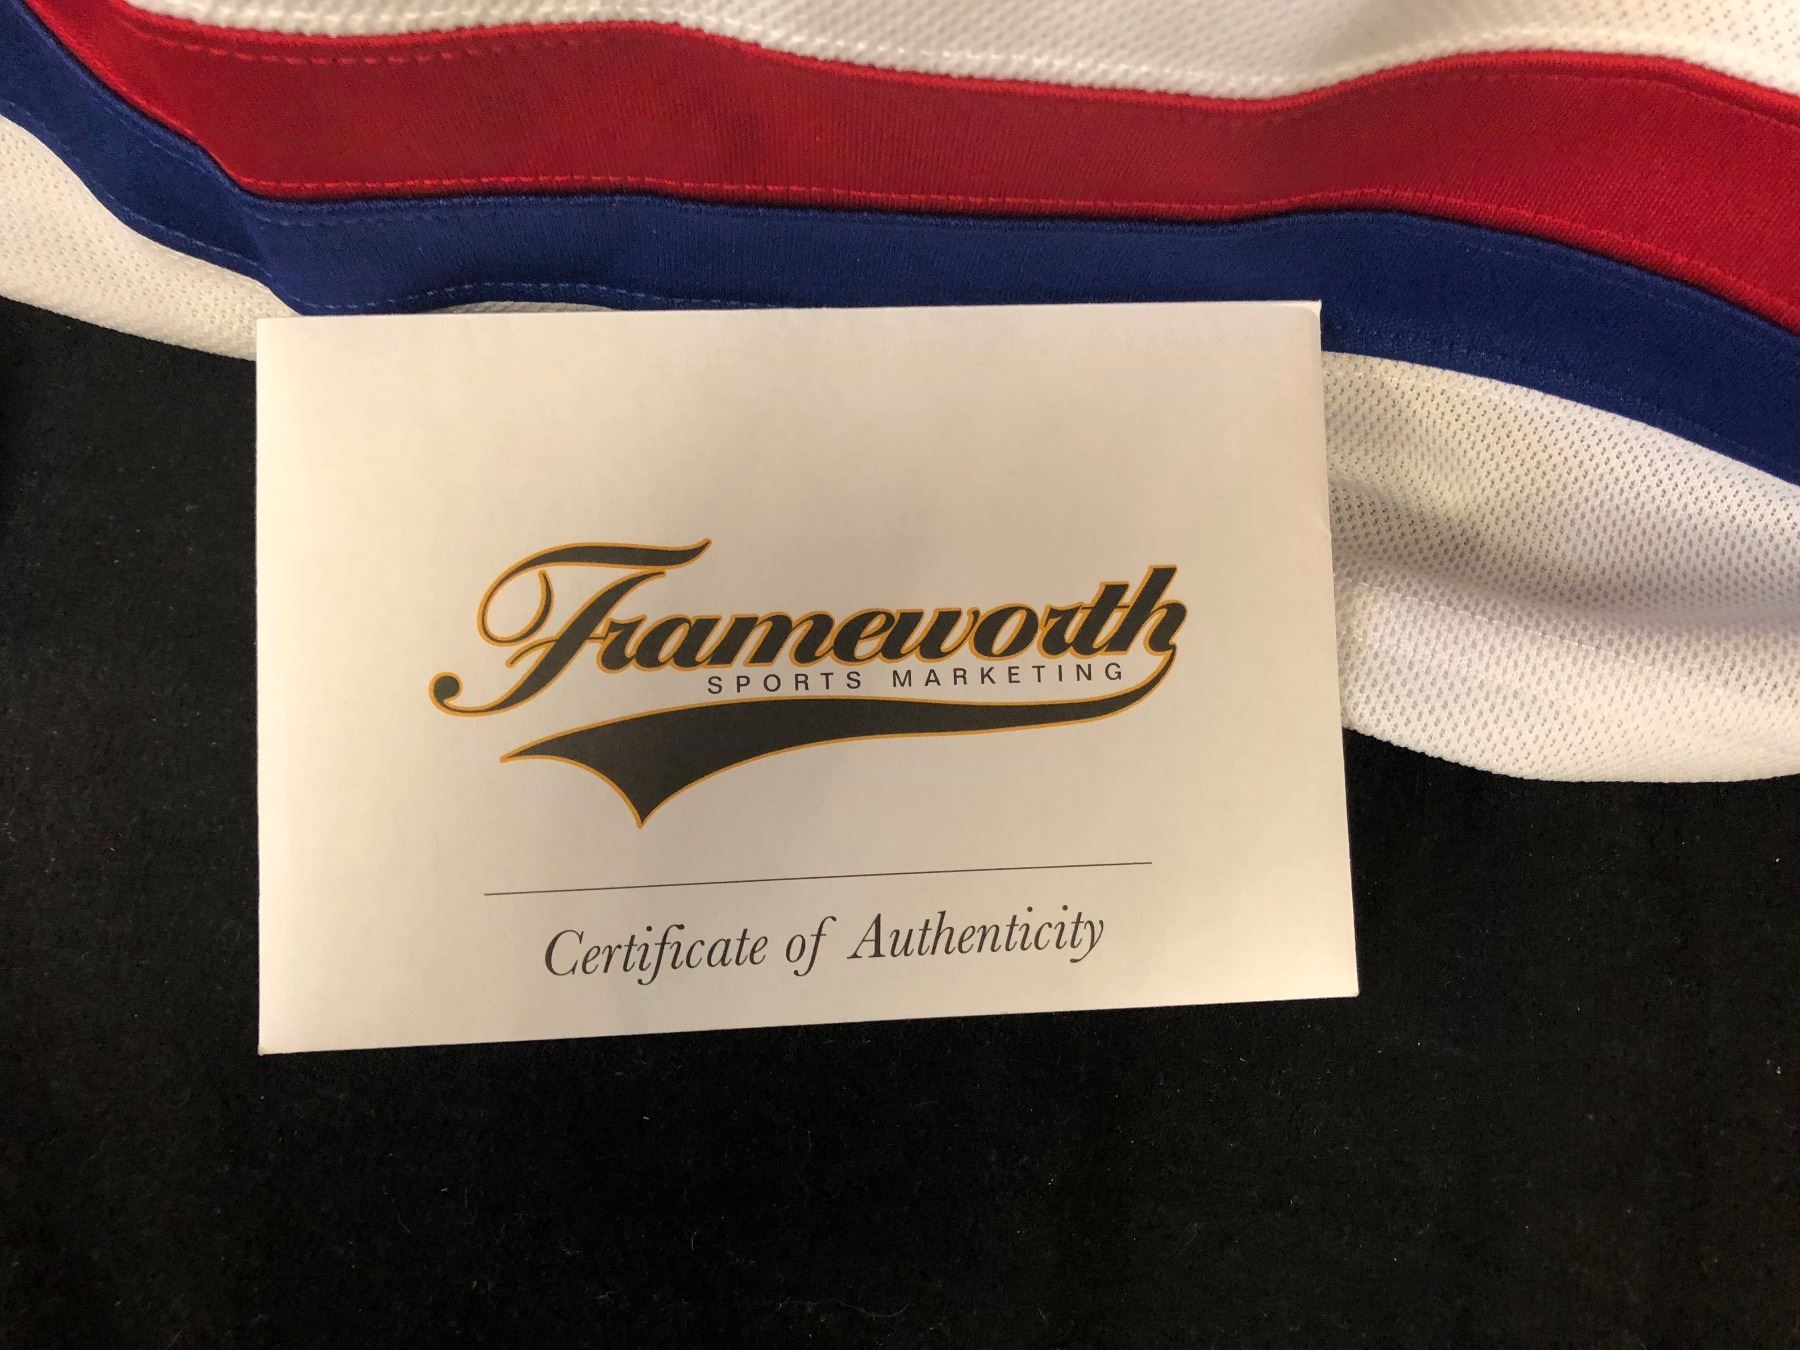 Frameworth
SPORTS MARKETING
Certificate of Authenticity